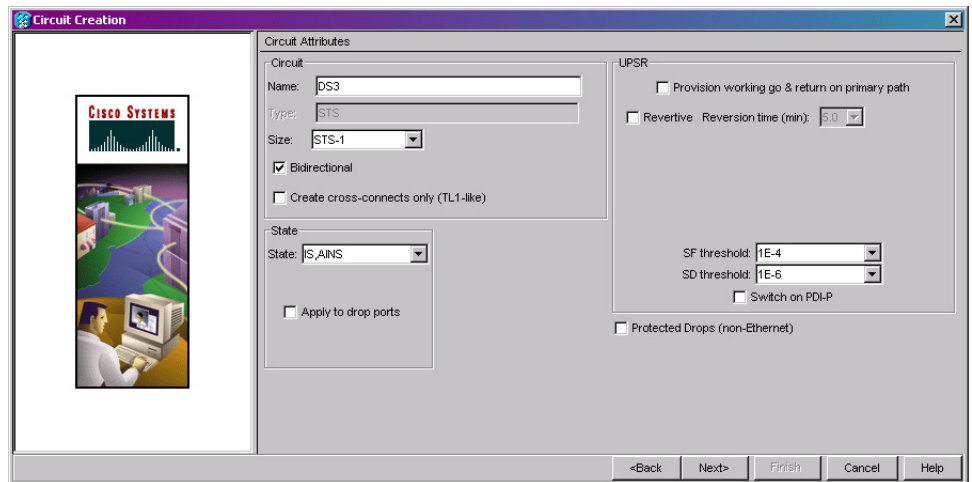 Circuit Creation
CISCO SYSTEMS
Circuit Attributes
Circuit
Name: DS3
Type: STS
Size: STS-1
Bidirectional
Create cross-connects only (TL1-like)
State
State: IS,AINS
Apply to drop ports
UPSR
Provision working go & return on primary path
Revertive Reversion time (min): 5.0
SF threshold: 1E-4
SD threshold: 1E-6
Switch on PDI-P
Protected Drops (non-Ethernet)
<Back Next> Finish Cancel Help